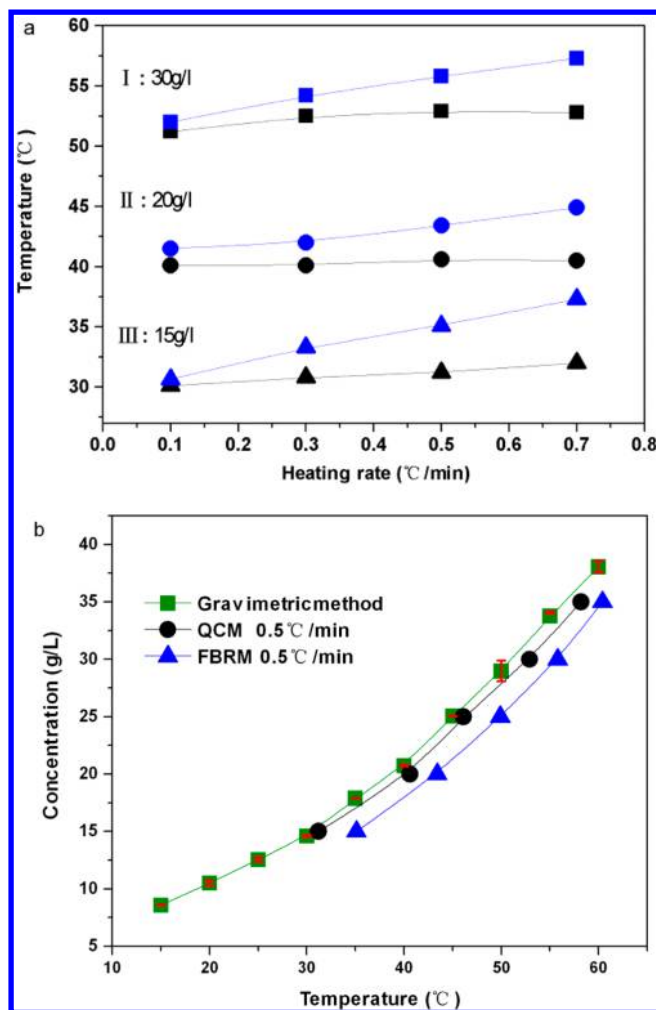 a
60
55
50
45
40
35
30
Temperature (℃)
Ⅰ : 30g/l
Ⅱ : 20g/l
Ⅲ : 15g/l
0.0 0.1 0.2 0.3 0.4 0.5 0.6 0.7 0.8
Heating rate (℃/min)
b
40
35
30
25
20
15
10
5
Concentration (g/L)
Gravimetric method
QCM 0.5℃/min
FBRM 0.5℃/min
10 20 30 40 50 60
Temperature (℃)